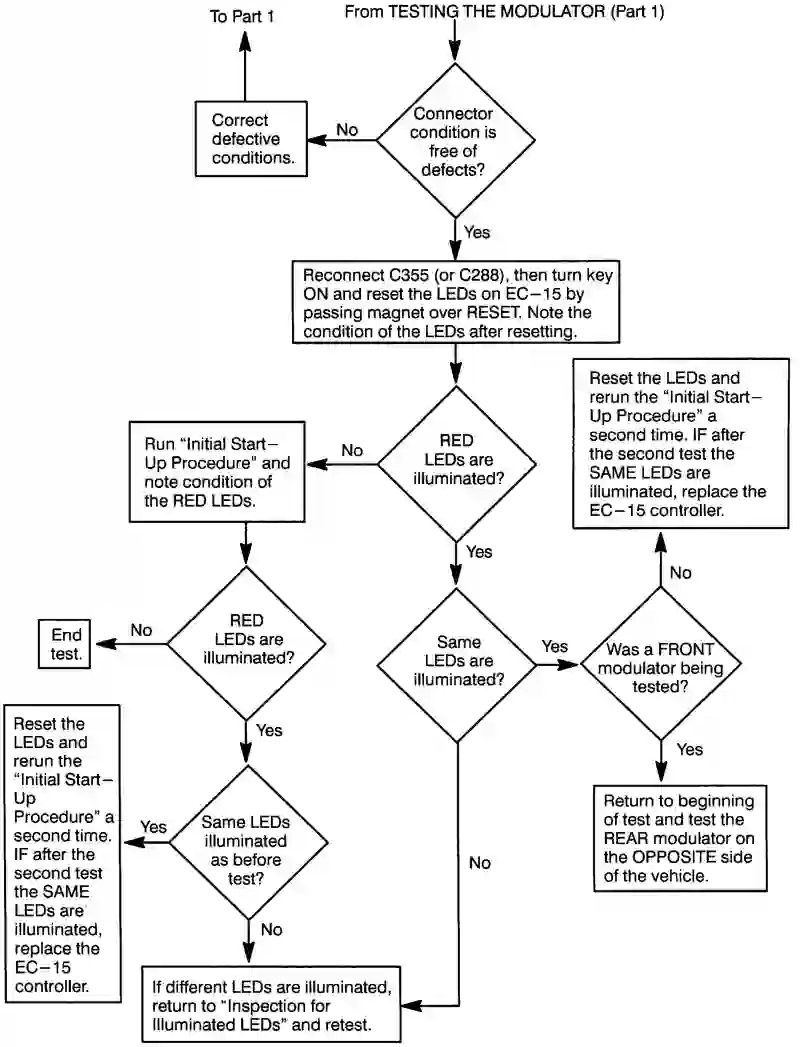 To Part 1
From TESTING THE MODULATOR (Part 1)
Connector
condition is
free of
defects?
No
Correct
defective
conditions.
Yes
Reconnect C355 (or C288), then turn key
ON and reset the LEDs on EC−15 by
passing magnet over RESET. Note the
condition of the LEDs after resetting.
RED
LEDs are
illuminated?
No
Run “Initial Start−
Up Procedure” and
note condition of
the RED LEDs.
Yes
Reset the LEDs and
rerun the “Initial Start−
Up Procedure” a
second time. IF after
the second test the
SAME LEDs are
illuminated, replace the
EC−15 controller.
No
RED
LEDs are
illuminated?
No
End
test.
Yes
Same
LEDs are
illuminated?
Yes
Was a FRONT
modulator being
tested?
Yes
Return to beginning
of test and test the
REAR modulator on
the OPPOSITE side
of the vehicle.
No
Same LEDs
illuminated
as before
test?
Yes
Reset the
LEDs and
rerun the
“Initial Start−
Up
Procedure” a
second time.
IF after the
second test
the SAME
LEDs are
illuminated,
replace the
EC−15
controller.
No
If different LEDs are illuminated,
return to “Inspection for
Illuminated LEDs” and retest.